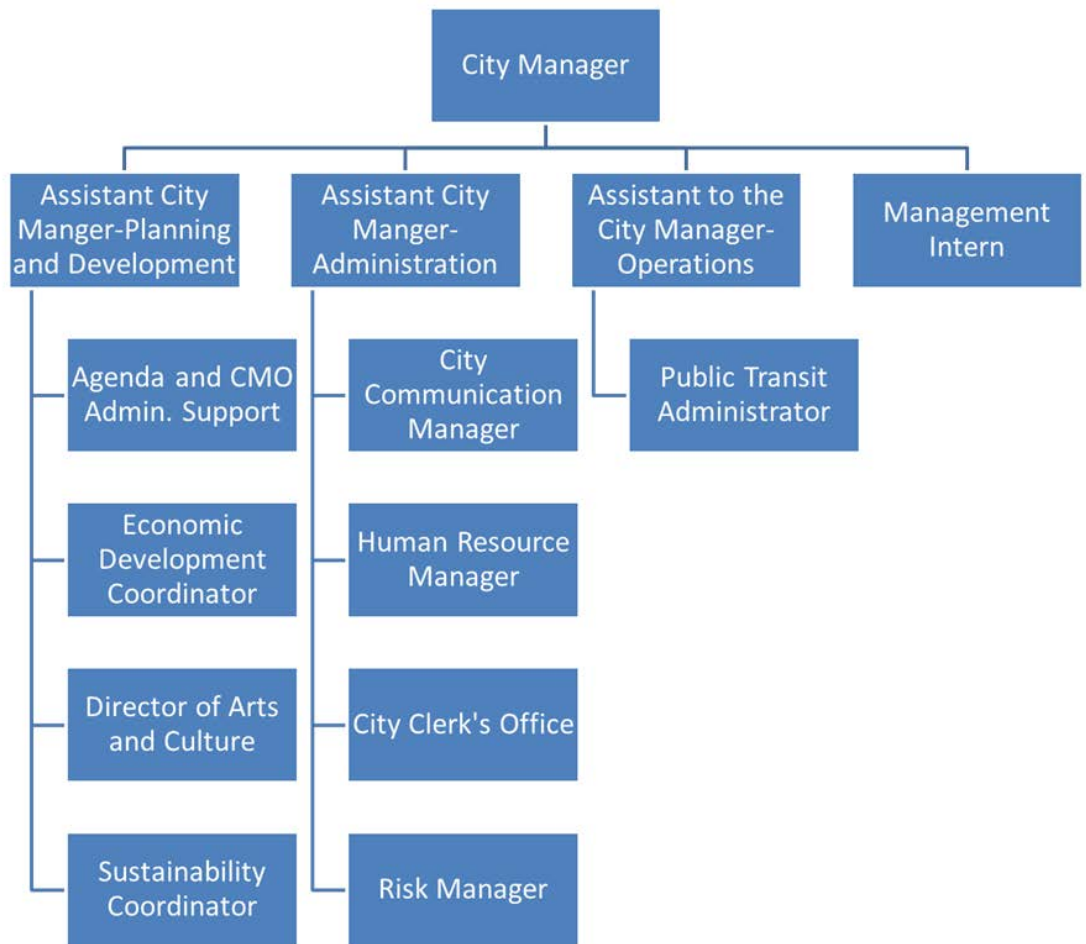 City Manager
Assistant City
Manger-Planning
and Development
Assistant City
Manger-
Administration
Assistant to the
City Manager-
Operations
Management
Intern
Agenda and CMO
Admin. Support
City
Communication
Manager
Public Transit
Administrator
Economic
Development
Coordinator
Human Resource
Manager
Director of Arts
and Culture
City Clerk's Office
Sustainability
Coordinator
Risk Manager